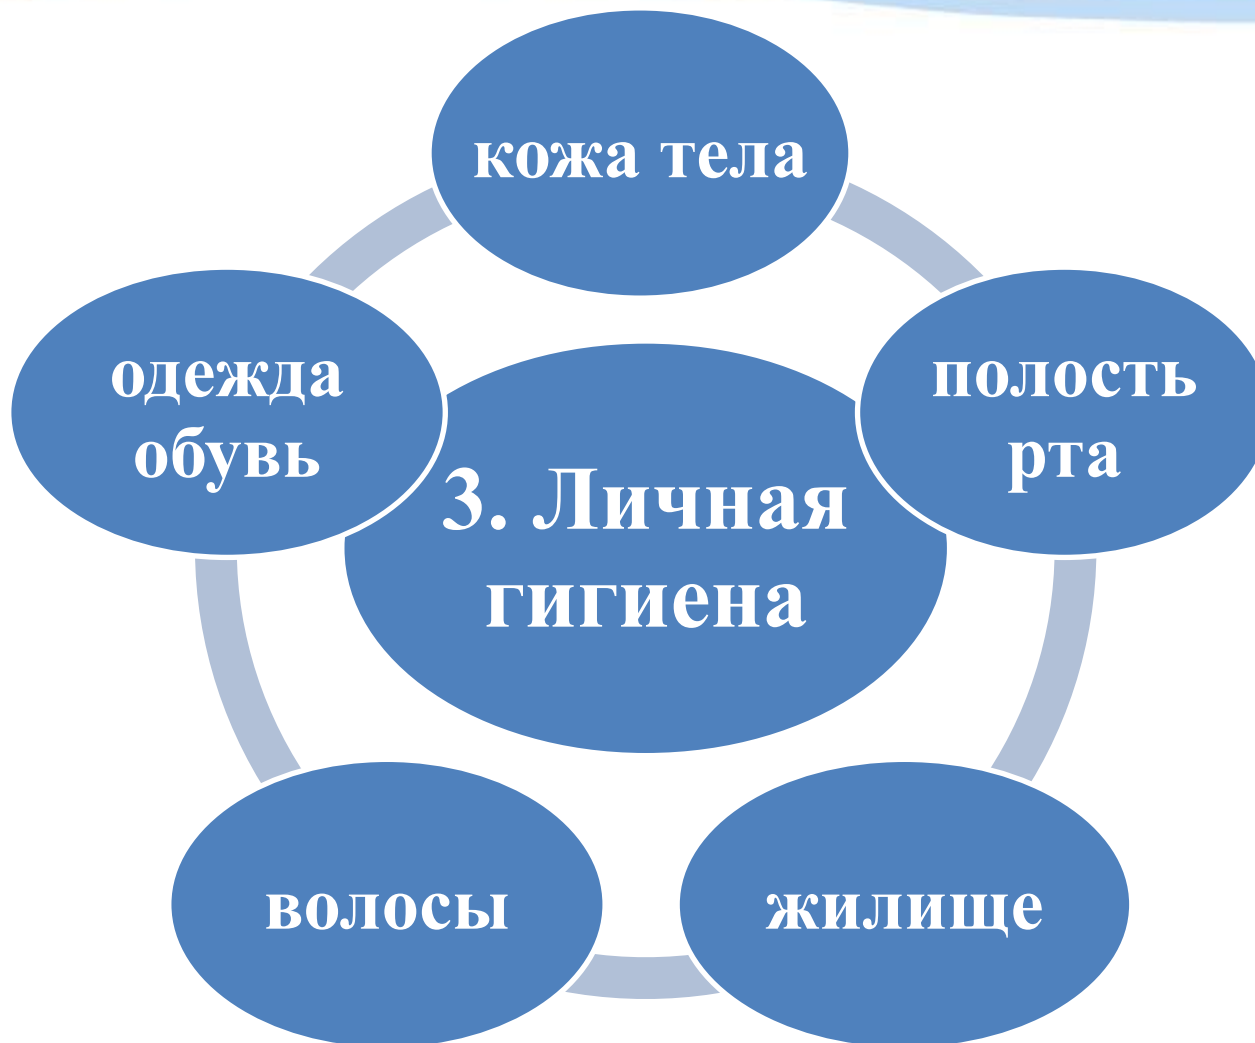 кожа тела
полость
рта
жилище
волосы
одежда
обувь
3. Личная
гигиена